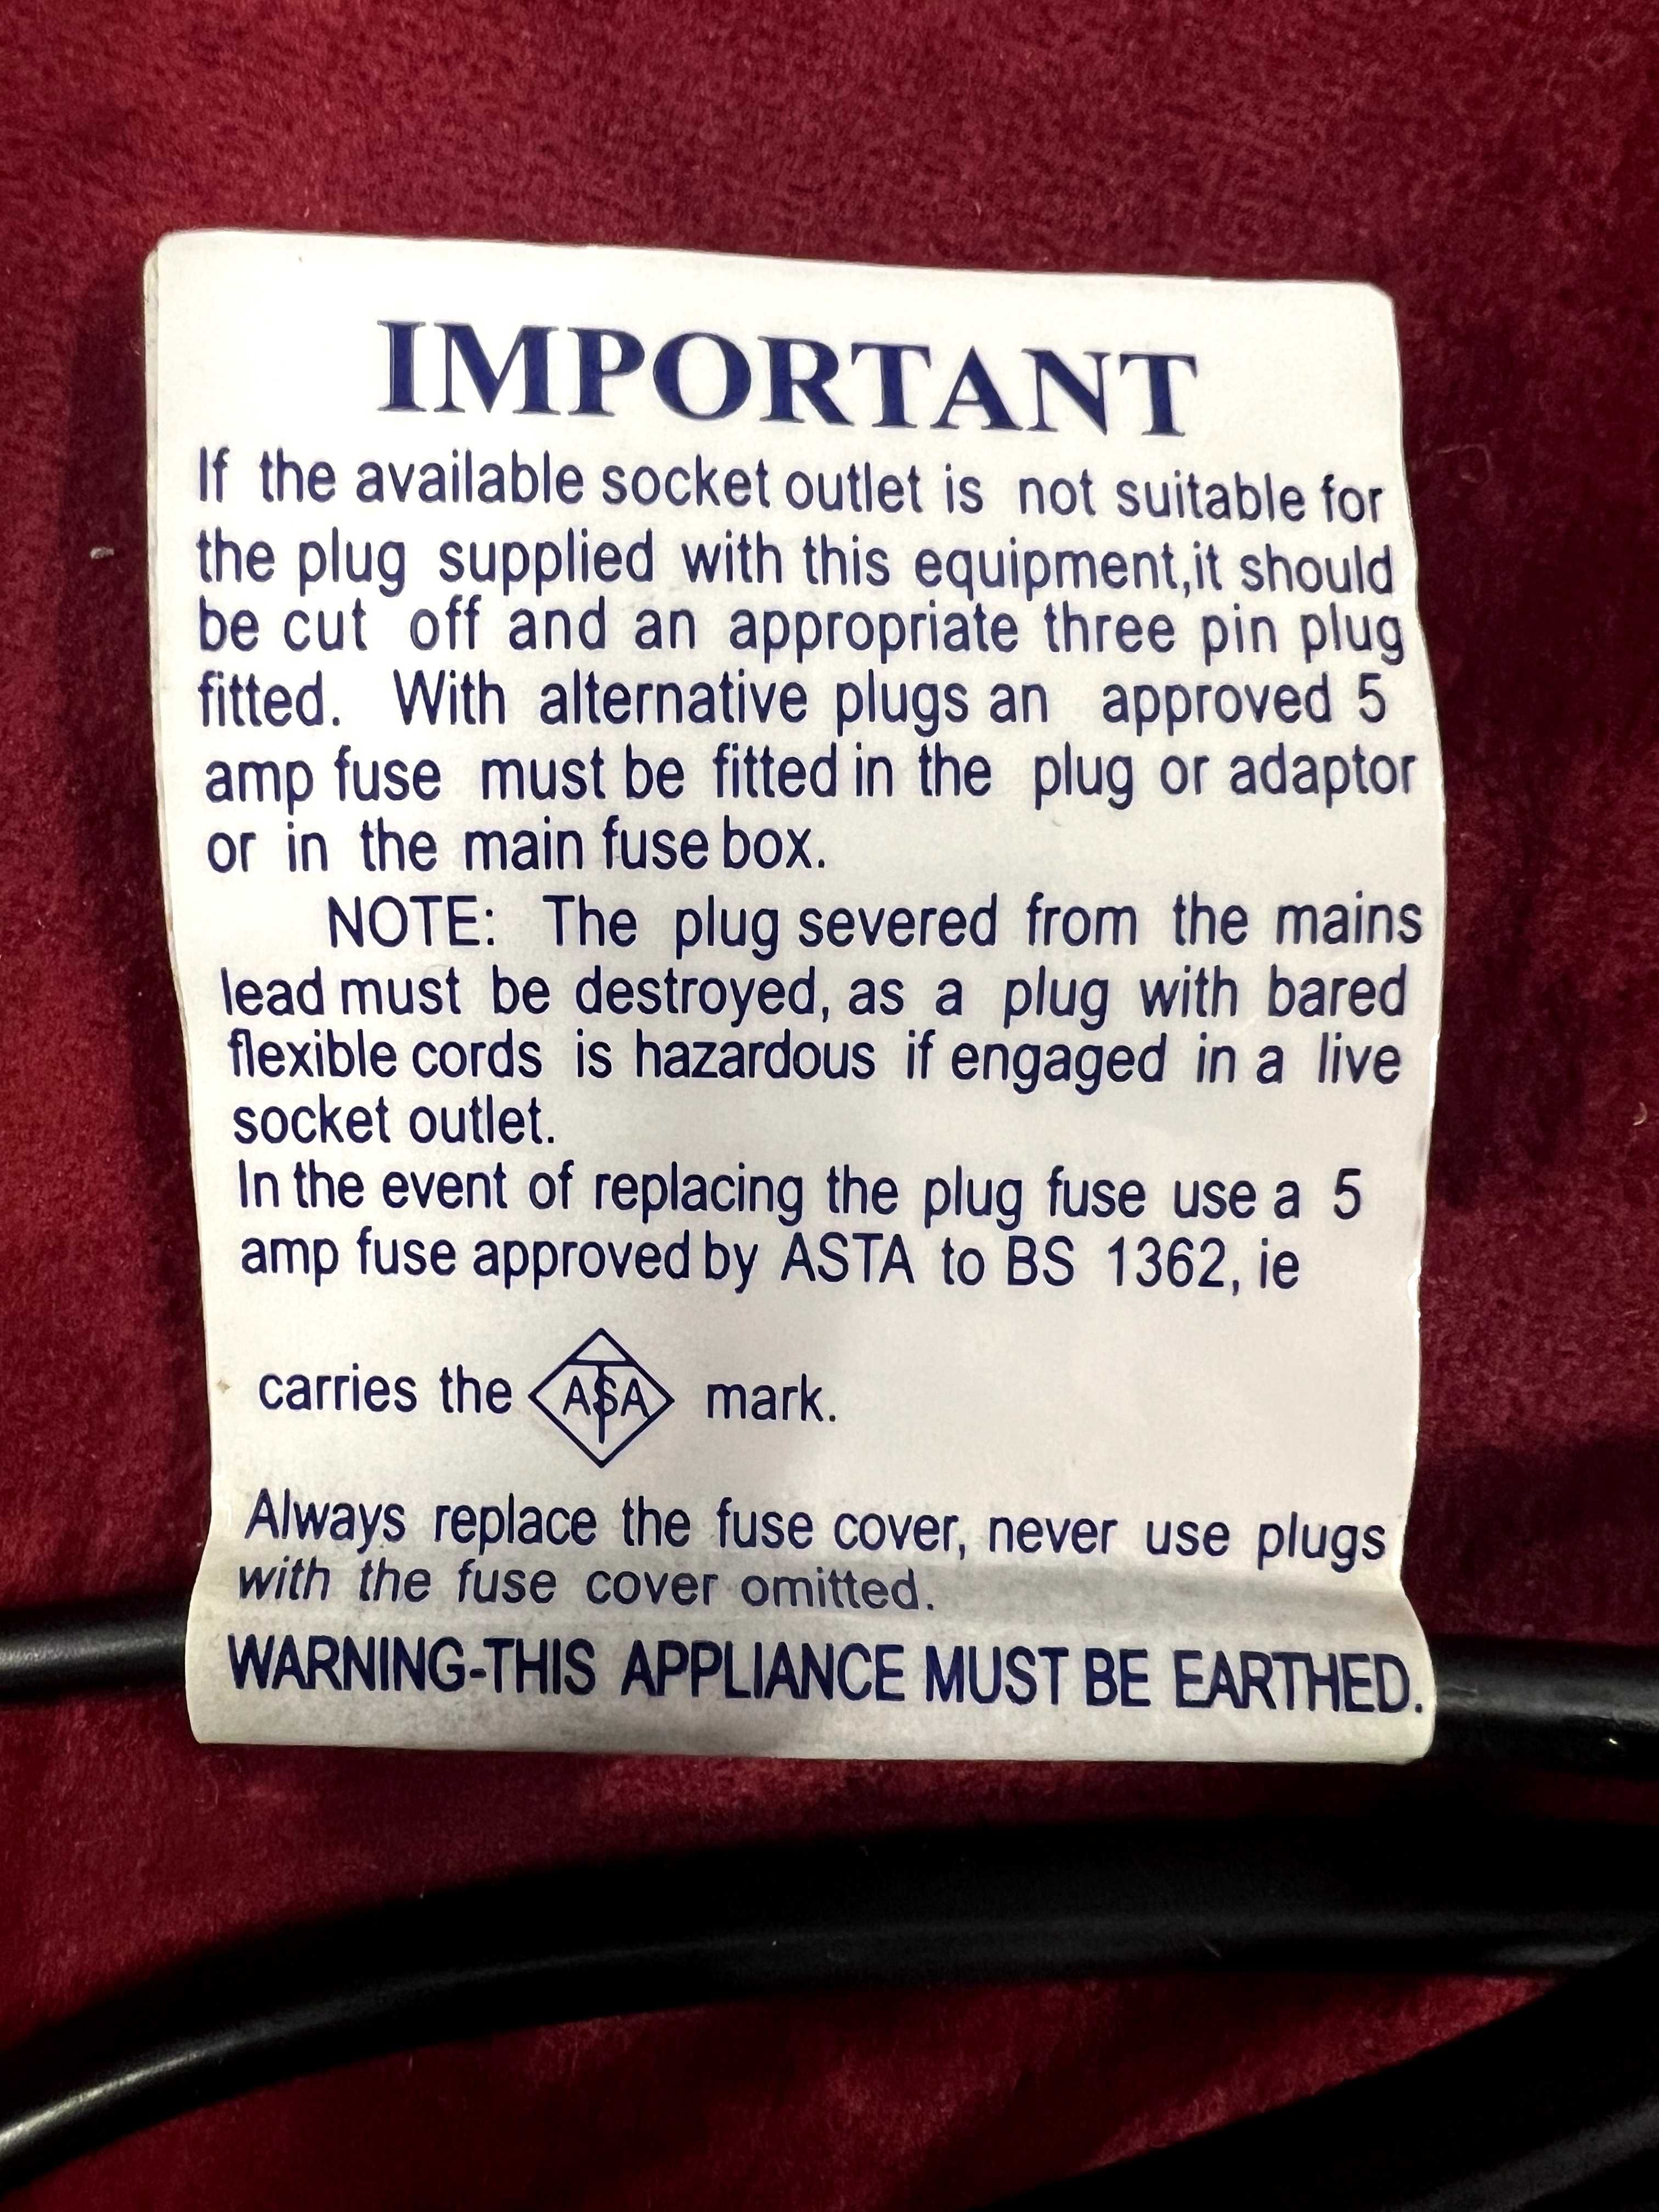 IMPORTANT
If the available socket outlet is not suitable for
the plug supplied with this equipment,it should
be cut off and an appropriate three pin plug
fitted. With alternative plugs an approved 5
amp fuse must be fitted in the plug or adaptor
or in the main fuse box.
NOTE: The plug severed from the mains
lead must be destroyed, as a plug with bared
flexible cords is hazardous if engaged in a live
socket outlet.
In the event of replacing the plug fuse use a 5
amp fuse approved by ASTA to BS 1362, ie
carries the ASTA mark.
Always replace the fuse cover, never use plugs
with the fuse cover omitted.
WARNING-THIS APPLIANCE MUST BE EARTHED.